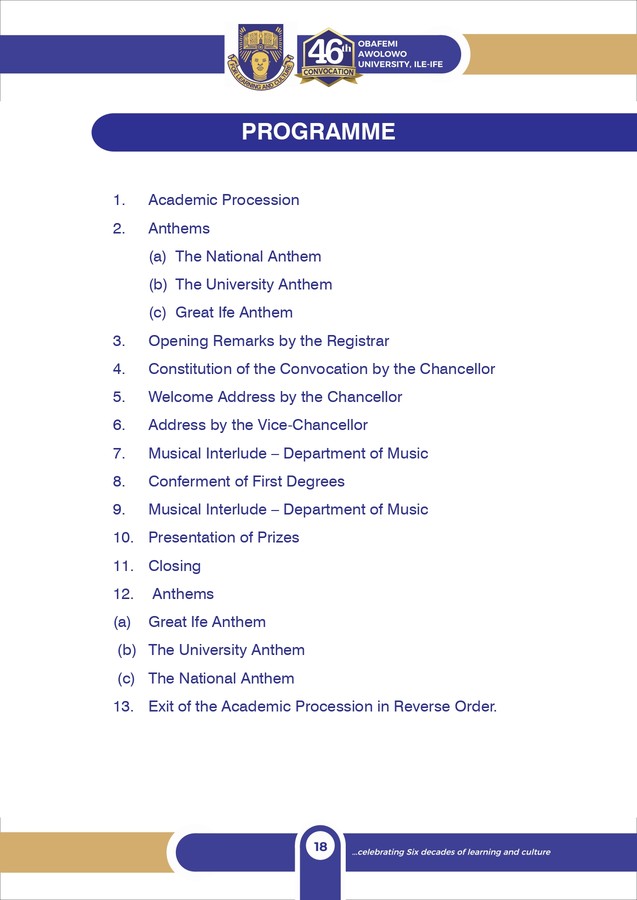 FOR LEARNING AND CULTURE
46th
CONVOCATION
OBAFEMI
AWOLOWO
UNIVERSITY, ILE-IFE
PROGRAMME
1. Academic Procession
2. Anthems
(a) The National Anthem
(b) The University Anthem
(c) Great Ife Anthem
3. Opening Remarks by the Registrar
4. Constitution of the Convocation by the Chancellor
5. Welcome Address by the Chancellor
6. Address by the Vice-Chancellor
7. Musical Interlude – Department of Music
8. Conferment of First Degrees
9. Musical Interlude – Department of Music
10. Presentation of Prizes
11. Closing
12. Anthems
(a) Great Ife Anthem
(b) The University Anthem
(c) The National Anthem
13. Exit of the Academic Procession in Reverse Order.
18
...celebrating Six decades of learning and culture